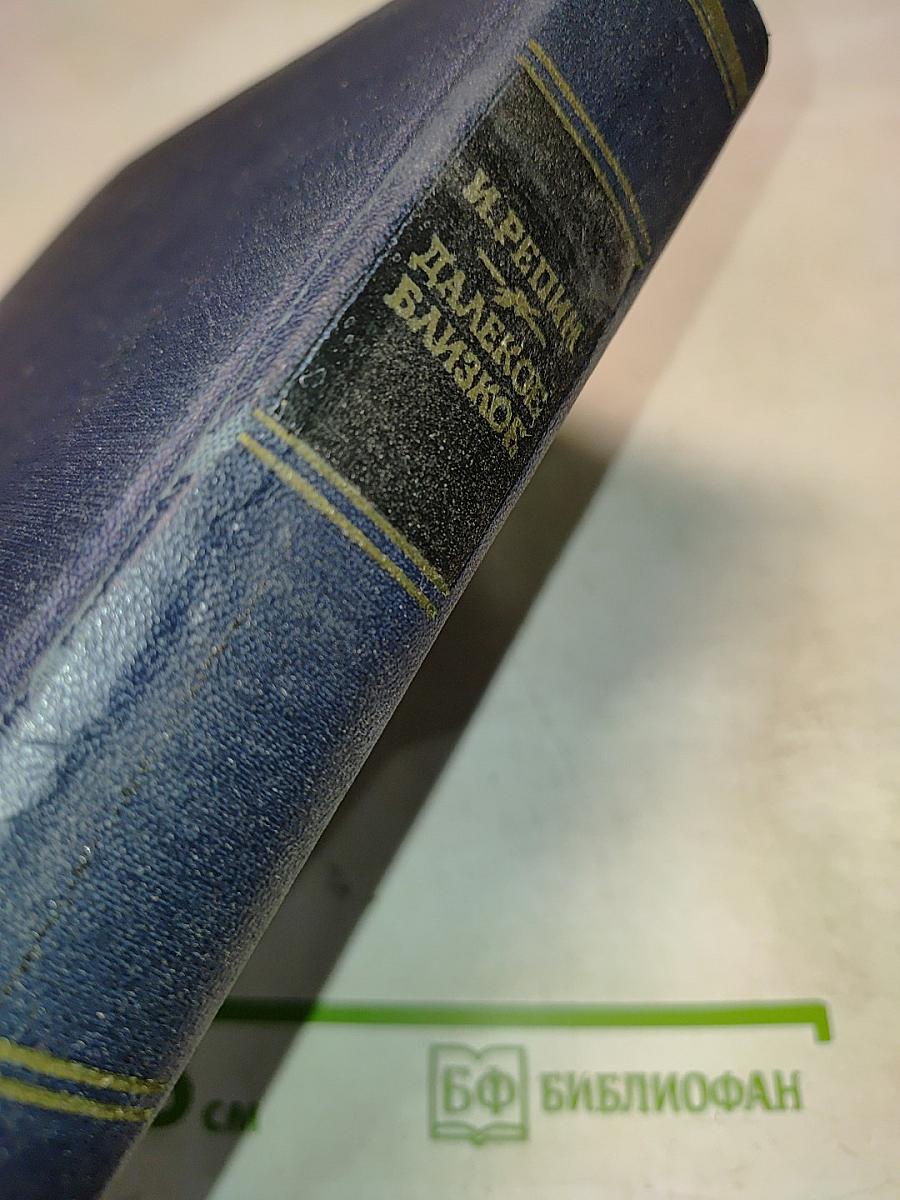 И. РЕПИН
ДАЛЕКОЕ
БЛИЗКОЕ
см
БФ БИБЛИОФАН